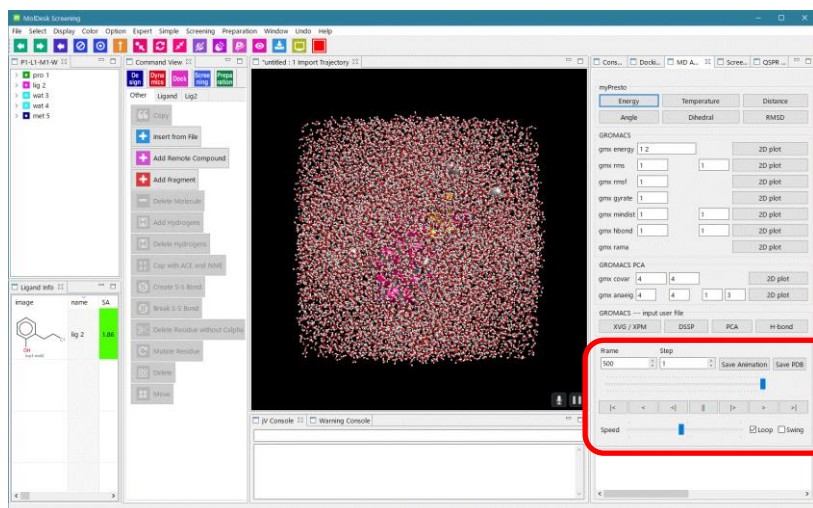 MolDesk Screening
File Select Display Color Option Expert Simple Screening Preparation Window Undo Help
P1-L1-M1-W
pro 1
lig 2
wat 3
wat 4
met 5
Ligand Info
image name SA
OH
lig 2 1.86
Command View
De sign Dyna mics Dock Scree ning Prepa ration
Other Ligand Lig2
Copy
Insert from File
Add Remote Compound
Add Fragment
Delete Molecule
Add Hydrogens
Delete Hydrogens
Cap with ACE and NME
Create S-S Bond
Break S-S Bond
Delete Residue without Calpha
Mutate Residue
Delete
Move
*untitled : 1 Import Trajectory
jV Console Warning Console
Cons... Docki... MD A... Scree... QSPR ...
myPresto
Energy Temperature Distance
Angle Dihedral RMSD
GROMACS
gmx energy 1 2 2D plot
gmx rms 1 1 2D plot
gmx rmsf 1 2D plot
gmx gyrate 1 2D plot
gmx mindist 1 1 2D plot
gmx hbond 1 1 2D plot
gmx rama 2D plot
GROMACS PCA
gmx covar 4 4 2D plot
gmx anaeig 4 4 1 3 2D plot
GROMACS --- input user file
XVG / XPM DSSP PCA H-bond
Frame Step
500 1 Save Animation Save PDB
|< < <| || |> > >|
Speed Loop Swing